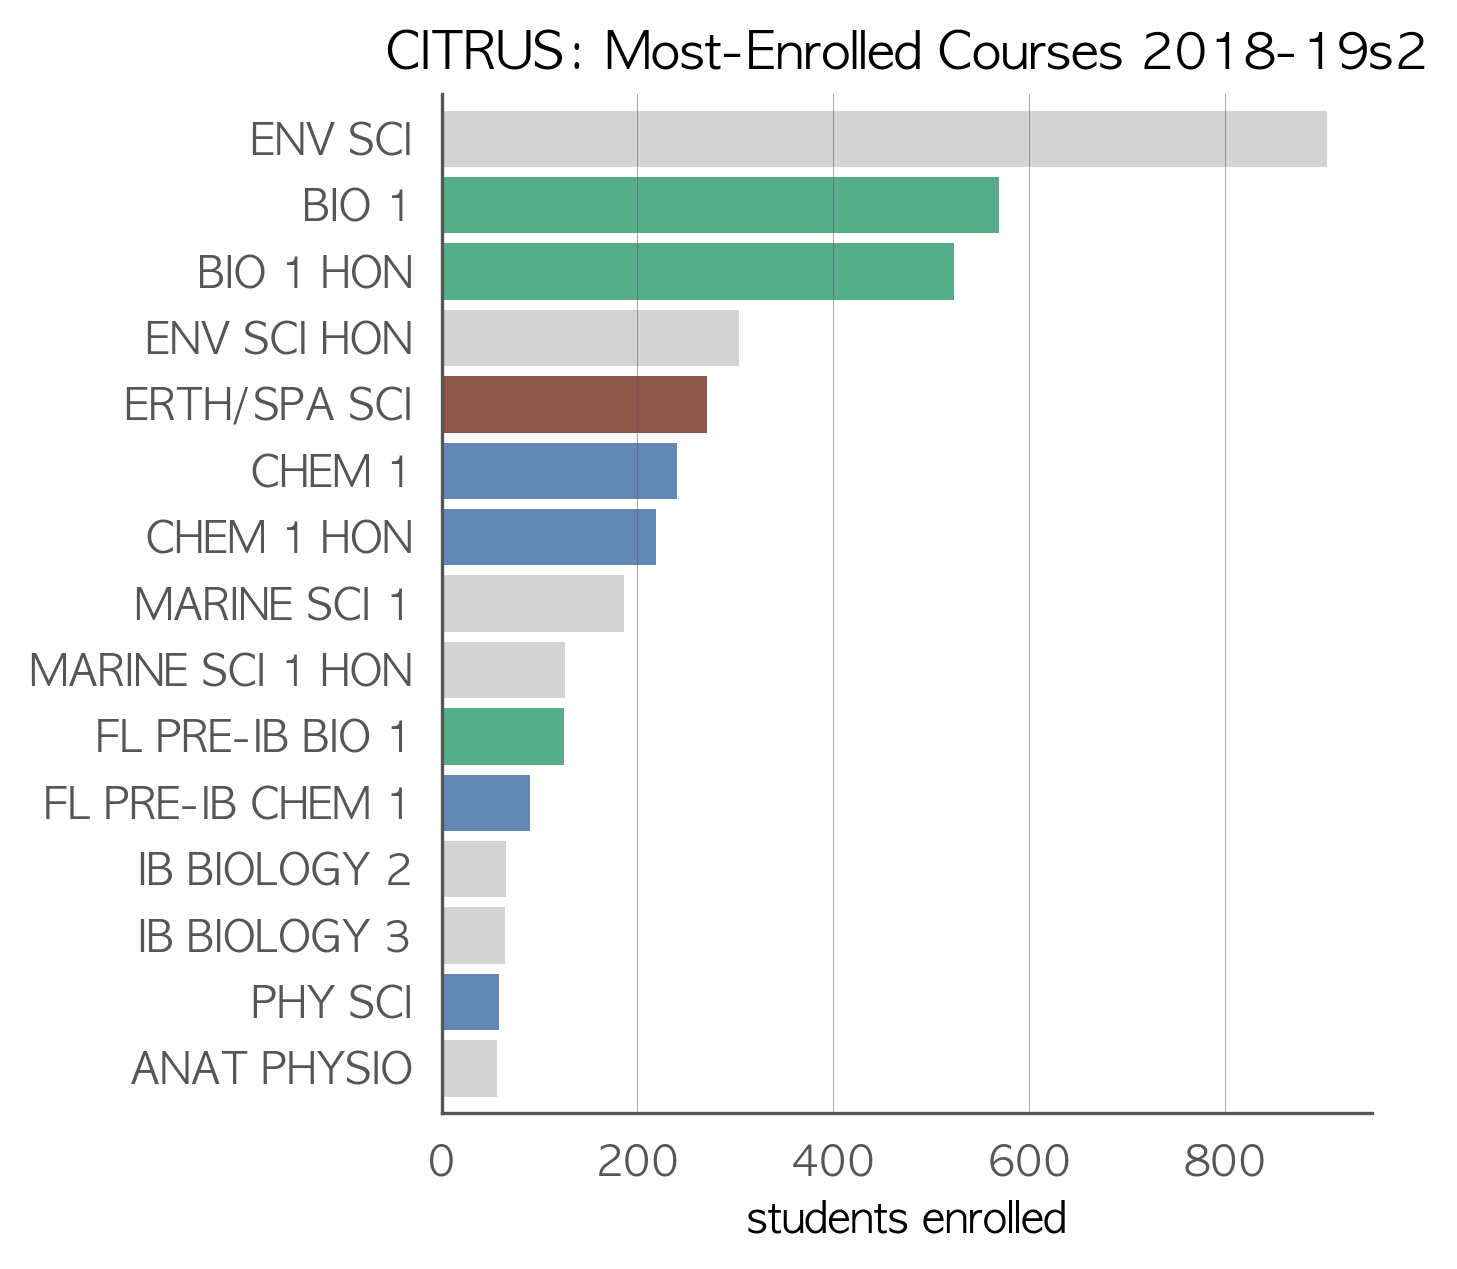 CITRUS: Most-Enrolled Courses 2018-19s2
ENV SCI
BIO 1
BIO 1 HON
ENV SCI HON
ERTH/SPA SCI
CHEM 1
CHEM 1 HON
MARINE SCI 1
MARINE SCI 1 HON
FL PRE-IB BIO 1
FL PRE-IB CHEM 1
IB BIOLOGY 2
IB BIOLOGY 3
PHY SCI
ANAT PHYSIO
0 200 400 600 800
students enrolled